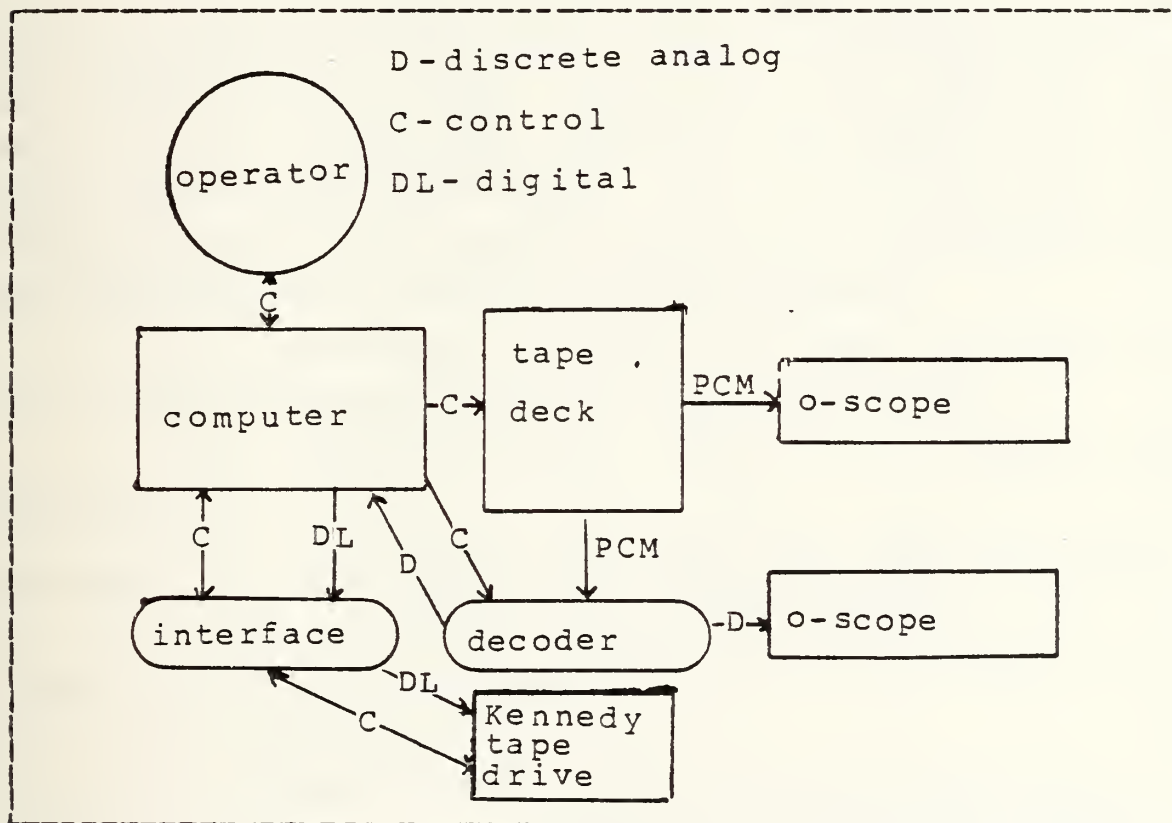 D-discrete analog
C-control
DL-digital
operator
C
computer
C
tape
deck
PCM
o-scope
C
DL
D
C
PCM
interface
decoder
D
o-scope
DL
C
Kennedy
tape
drive